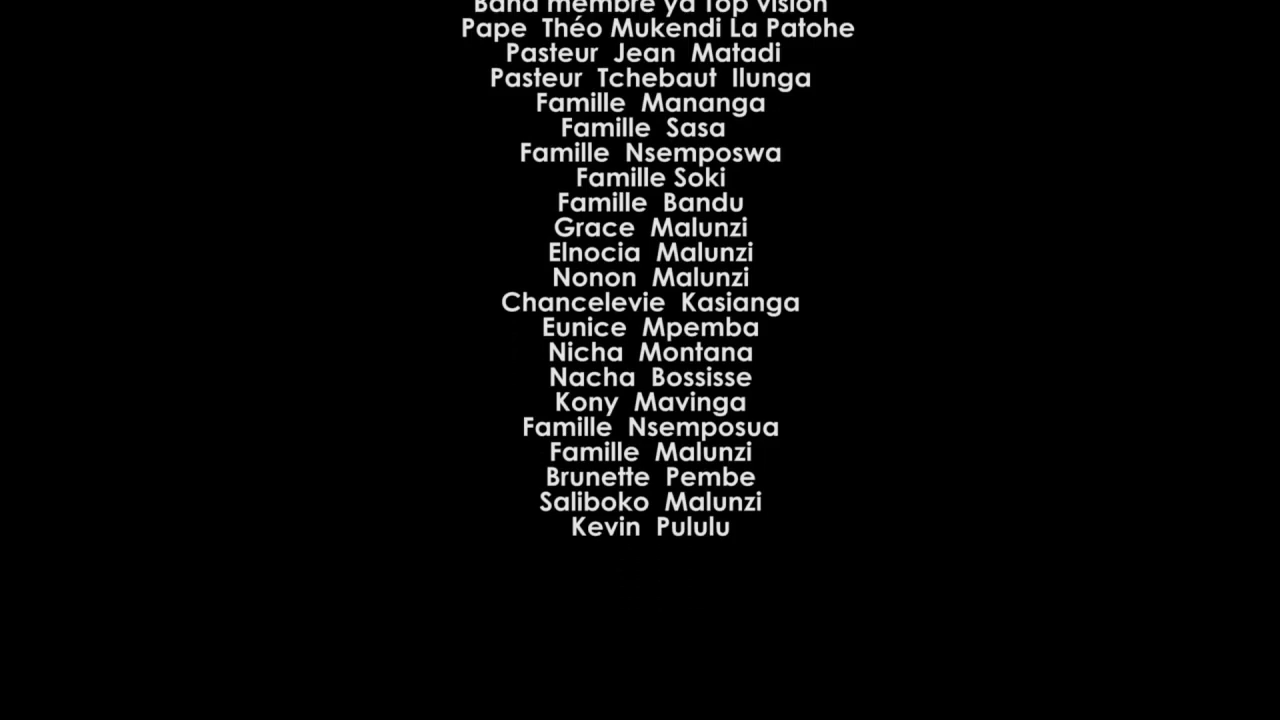 Bana membre ya Top vision
Pape Théo Mukendi La Patohe
Pasteur Jean Matadi
Pasteur Tchebaut Ilunga
Famille Mananga
Famille Sasa
Famille Nsemposwa
Famille Soki
Famille Bandu
Grace Malunzi
Elnocia Malunzi
Nonon Malunzi
Chancelevie Kasianga
Eunice Mpemba
Nicha Montana
Nacha Bossisse
Kony Mavinga
Famille Nsemposua
Famille Malunzi
Brunette Pembe
Saliboko Malunzi
Kevin Pululu